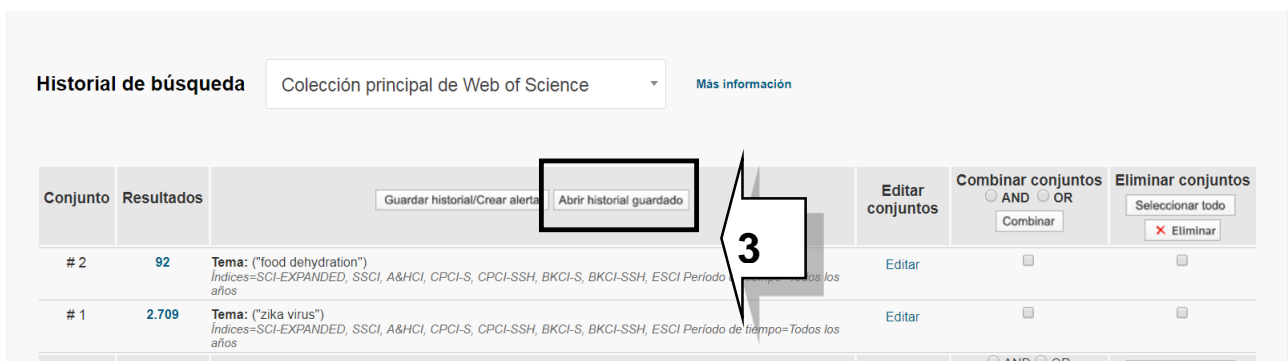 Historial de búsqueda
Colección principal de Web of Science
Más información
Conjunto
Resultados
Guardar historial/Crear alerta
Abrir historial guardado
Editar
conjuntos
Combinar conjuntos
AND OR
Combinar
Eliminar conjuntos
Seleccionar todo
Eliminar
3
# 2
92
Tema: ("food dehydration")
Índices=SCI-EXPANDED, SSCI, A&HCI, CPCI-S, CPCI-SSH, BKCI-S, BKCI-SSH, ESCI Período los
años
Editar
# 1
2.709
Tema: ("zika virus")
Índices=SCI-EXPANDED, SSCI, A&HCI, CPCI-S, CPCI-SSH, BKCI-S, BKCI-SSH, ESCI Período de tiempo=Todos los
años
Editar
AND OR